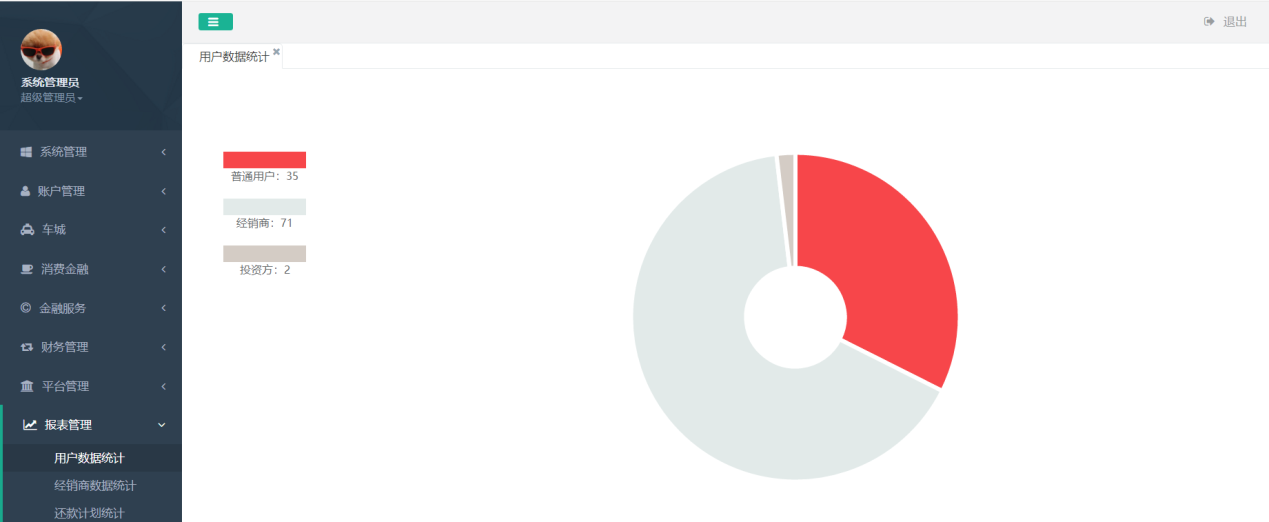 系统管理员
超级管理员
系统管理
账户管理
车城
消费金融
金融服务
财务管理
平台管理
报表管理
用户数据统计
经销商数据统计
还款计划统计
退出
用户数据统计
普通用户：35
经销商：71
投资方：2